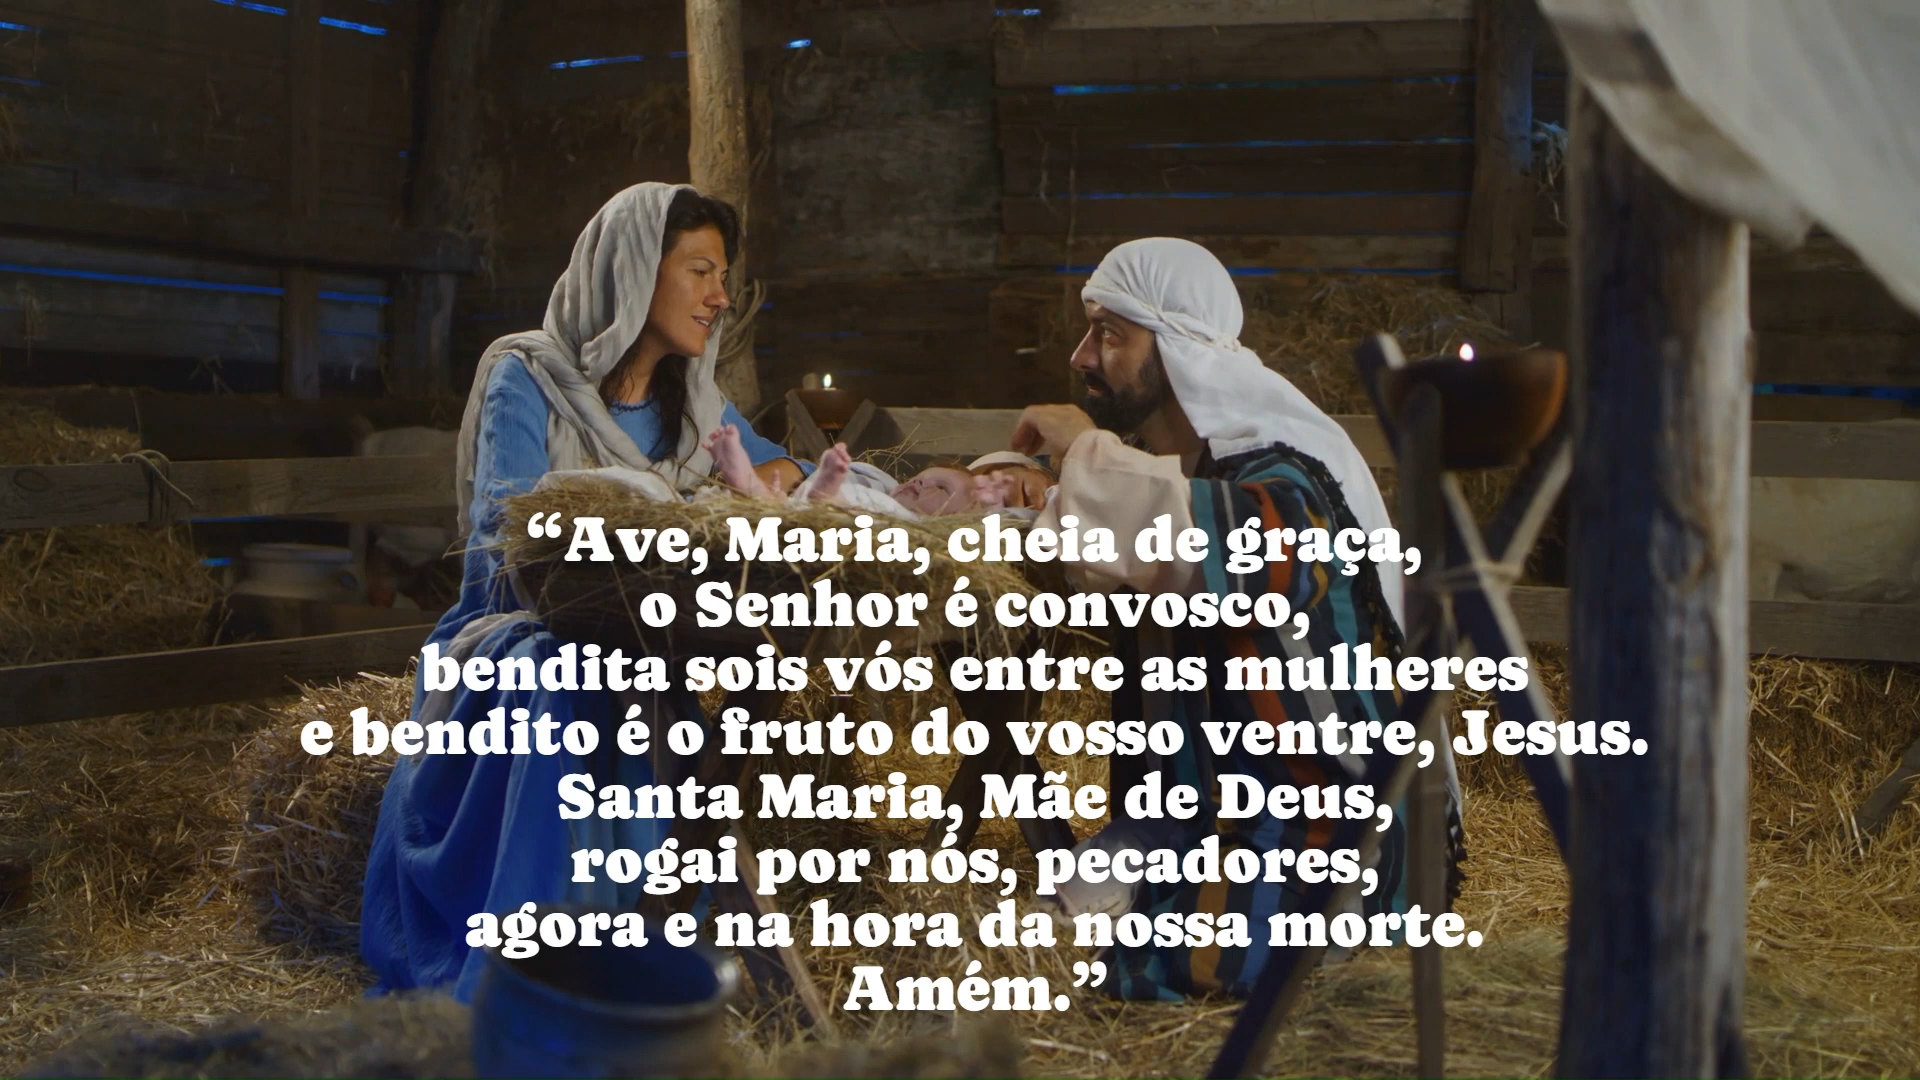 “Ave, Maria, cheia de graça,
o Senhor é convosco,
bendita sois vós entre as mulheres
e bendito é o fruto do vosso ventre, Jesus.
Santa Maria, Mãe de Deus,
rogai por nós, pecadores,
agora e na hora da nossa morte.
Amém.”